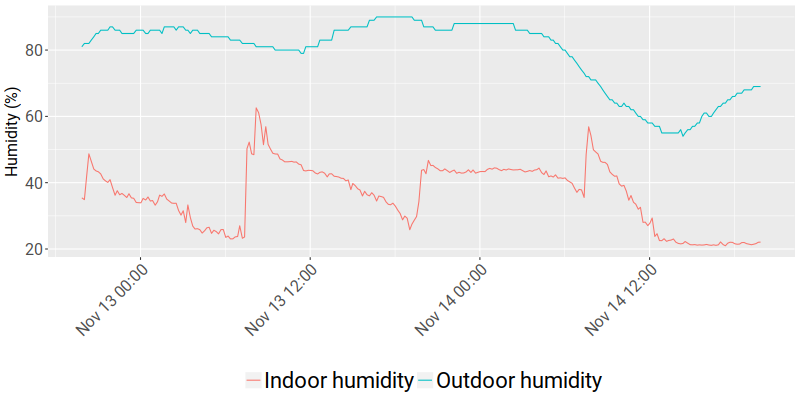 Humidity (%)
80
60
40
20
Nov 13 00:00
Nov 13 12:00
Nov 14 00:00
Nov 14 12:00
Indoor humidity
Outdoor humidity